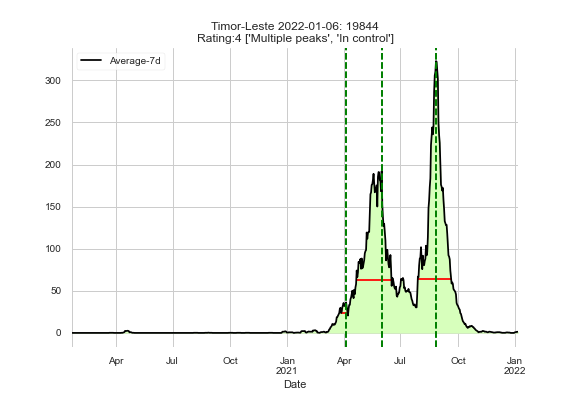 Timor-Leste 2022-01-06: 19844
Rating:4 ['Multiple peaks', 'In control']
Average-7d
300
250
200
150
100
50
0
Apr Jul Oct Jan Apr Jul Oct Jan
2021 2022
Date